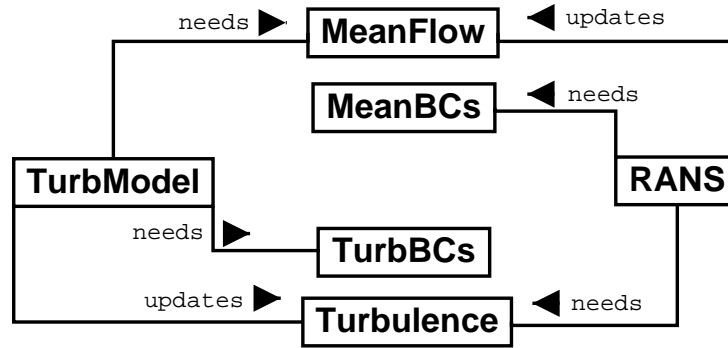 needs
MeanFlow
updates
MeanBCs
needs
TurbModel
RANS
needs
TurbBCs
updates
Turbulence
needs